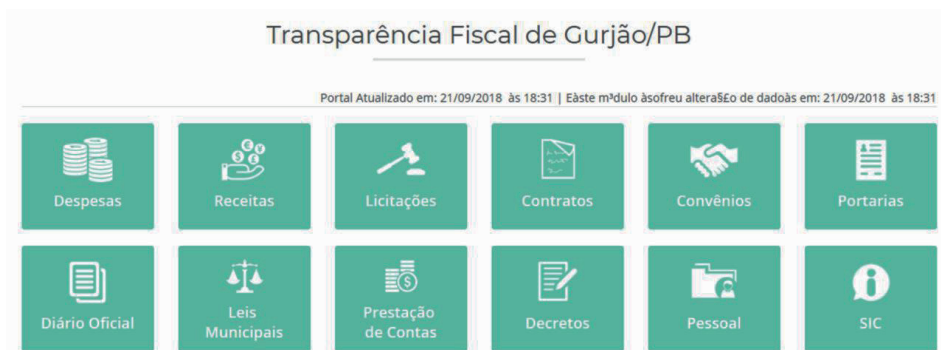 Transparência Fiscal de Gurjão/PB
Portal Atualizado em: 21/09/2018 às 18:31 | Eàste m³dulo àsofreu altera§£o de dadoàs em: 21/09/2018 às 18:31
Despesas
Receitas
Licitações
Contratos
Convênios
Portarias
Diário Oficial
Leis
Municipais
Prestação
de Contas
Decretos
Pessoal
SIC